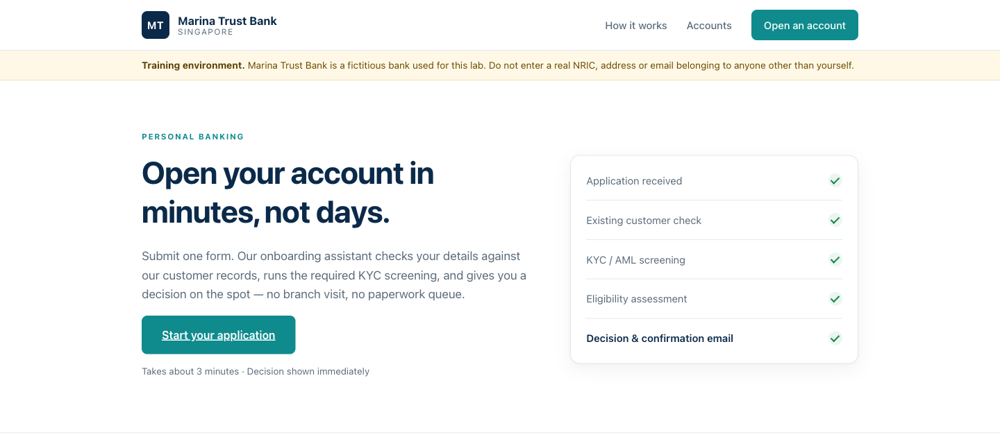 MT
Marina Trust Bank
SINGAPORE
How it works
Accounts
Open an account
Training environment. Marina Trust Bank is a fictitious bank used for this lab. Do not enter a real NRIC, address or email belonging to anyone other than yourself.
PERSONAL BANKING
Open your account in
minutes, not days.
Submit one form. Our onboarding assistant checks your details against
our customer records, runs the required KYC screening, and gives you a
decision on the spot — no branch visit, no paperwork queue.
Start your application
Takes about 3 minutes · Decision shown immediately
Application received
Existing customer check
KYC / AML screening
Eligibility assessment
Decision & confirmation email